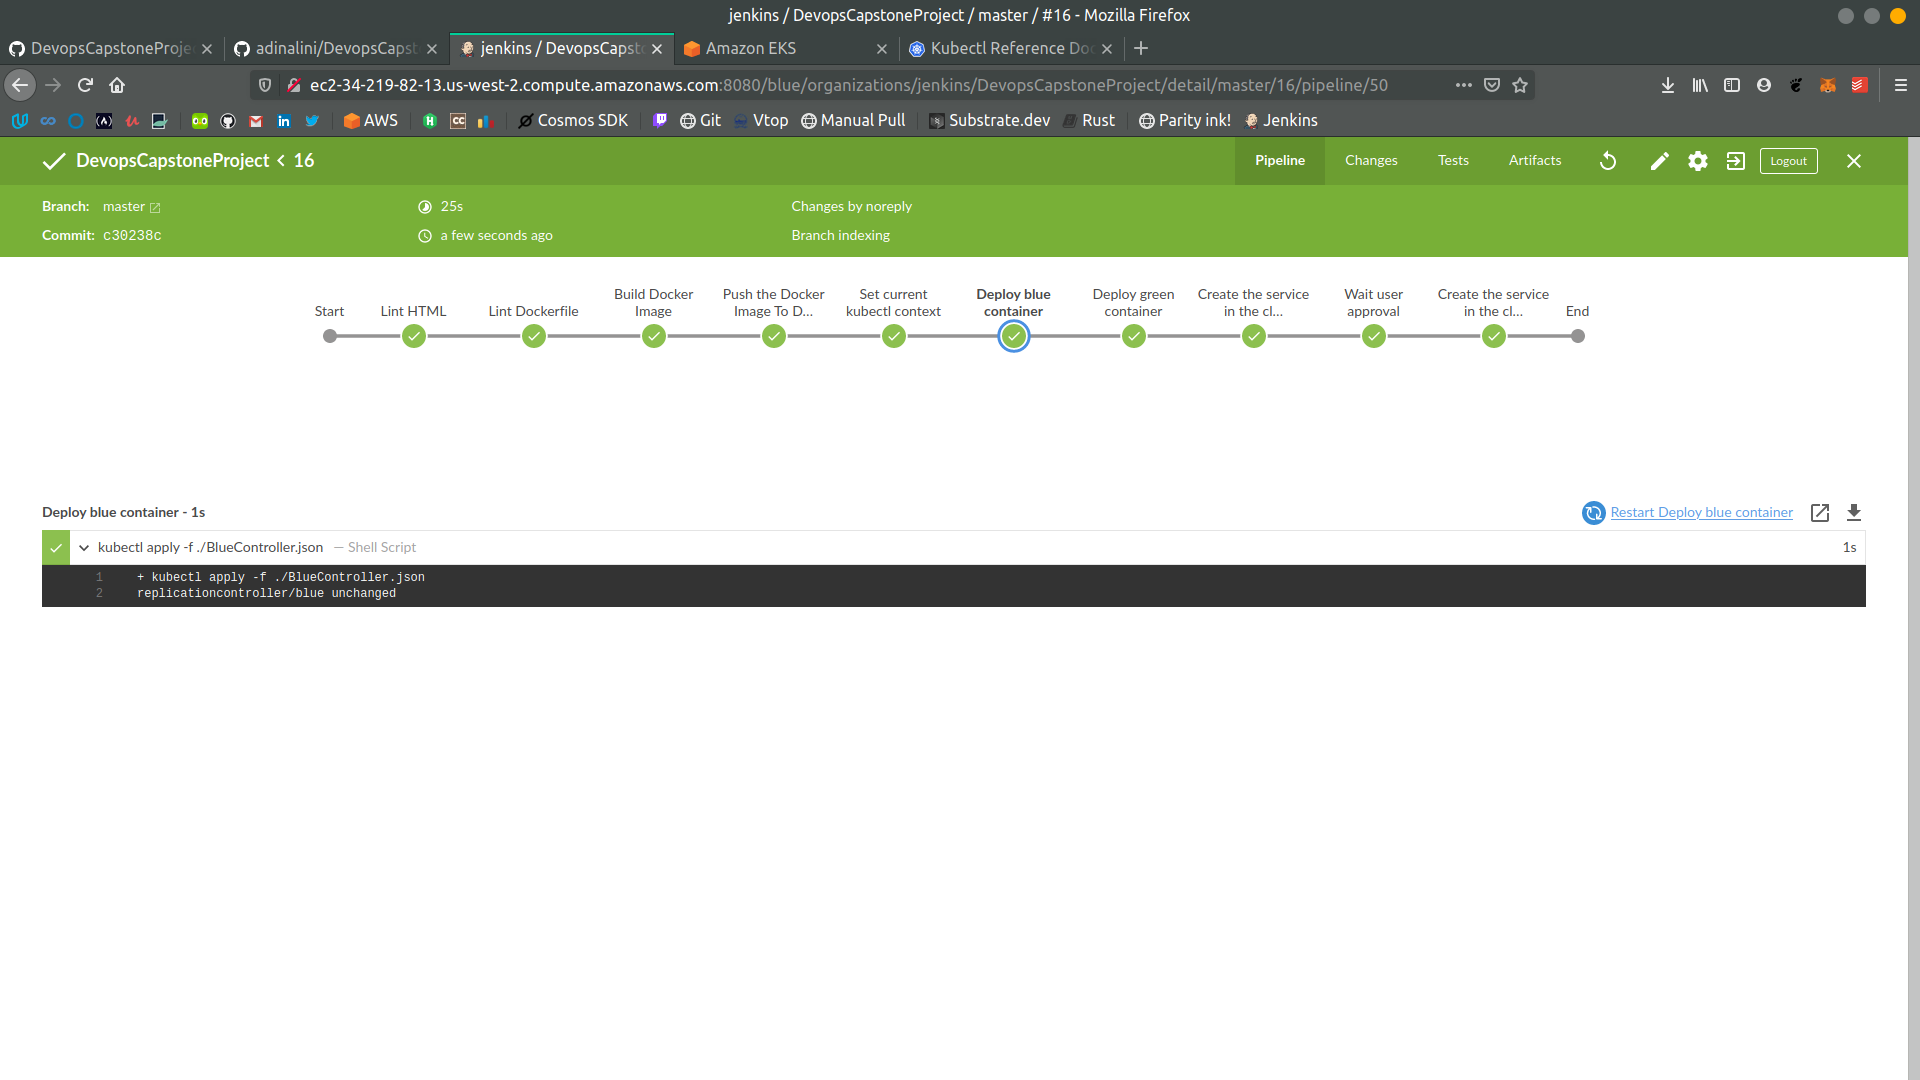 jenkins / DevopsCapstoneProject / master / #16 - Mozilla Firefox
DevopsCapstoneProje
adinalini/DevopsCapst
jenkins / DevopsCapst
Amazon EKS
Kubectl Reference Do
ec2-34-219-82-13.us-west-2.compute.amazonaws.com:8080/blue/organizations/jenkins/DevopsCapstoneProject/detail/master/16/pipeline/50
AWS
Cosmos SDK
Git
Vtop
Manual Pull
Substrate.dev
Rust
Parity ink!
Jenkins
DevopsCapstoneProject < 16
Pipeline
Changes
Tests
Artifacts
Logout
Branch: master
25s
Changes by noreply
Commit: c30238c
a few seconds ago
Branch indexing
Start
Lint HTML
Lint Dockerfile
Build Docker
Image
Push the Docker
Image To D...
Set current
kubectl context
Deploy blue
container
Deploy green
container
Create the service
in the cl...
Wait user
approval
Create the service
in the cl...
End
Deploy blue container - 1s
Restart Deploy blue container
kubectl apply -f ./BlueController.json — Shell Script
1s
1 + kubectl apply -f ./BlueController.json
2 replicationcontroller/blue unchanged